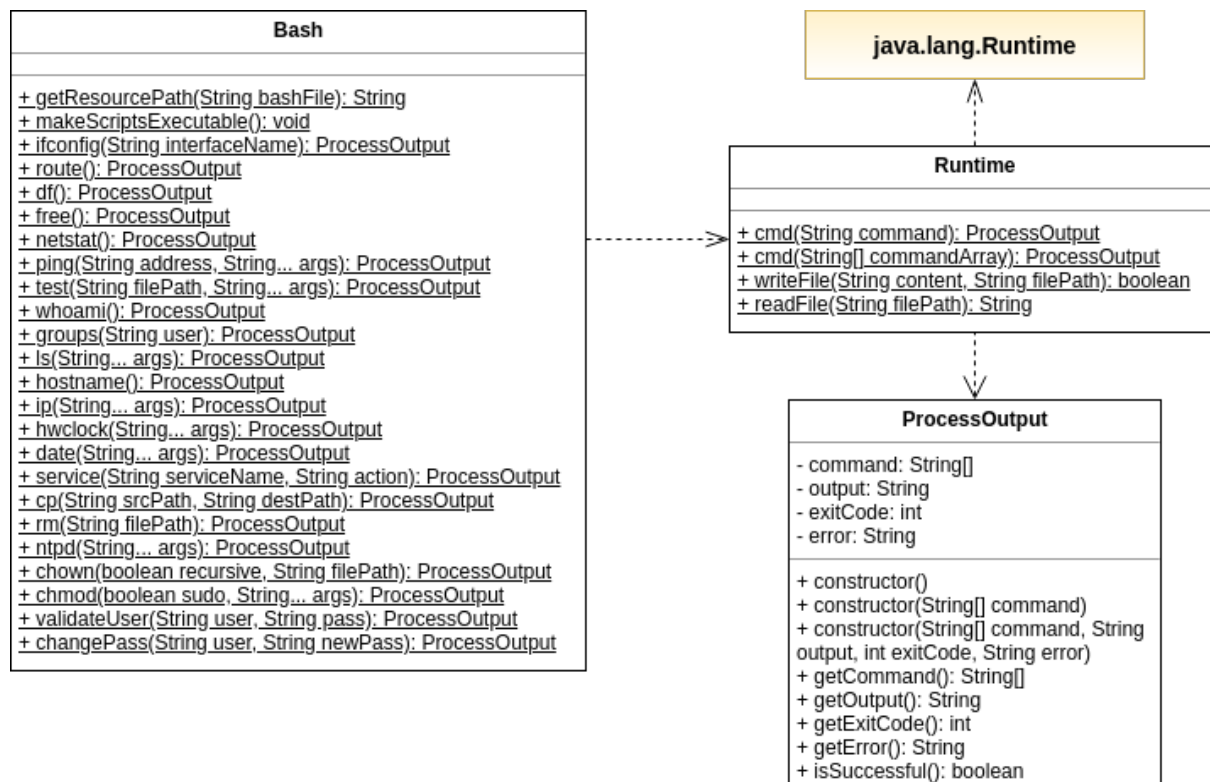 Bash
+ getResourcePath(String bashFile): String
+ makeScriptsExecutable(): void
+ ifconfig(String interfaceName): ProcessOutput
+ route(): ProcessOutput
+ df(): ProcessOutput
+ free(): ProcessOutput
+ netstat(): ProcessOutput
+ ping(String address, String... args): ProcessOutput
+ test(String filePath, String... args): ProcessOutput
+ whoami(): ProcessOutput
+ groups(String user): ProcessOutput
+ ls(String... args): ProcessOutput
+ hostname(): ProcessOutput
+ ip(String... args): ProcessOutput
+ hwclock(String... args): ProcessOutput
+ date(String... args): ProcessOutput
+ service(String serviceName, String action): ProcessOutput
+ cp(String srcPath, String destPath): ProcessOutput
+ rm(String filePath): ProcessOutput
+ ntpd(String... args): ProcessOutput
+ chown(boolean recursive, String filePath): ProcessOutput
+ chmod(boolean sudo, String... args): ProcessOutput
+ validateUser(String user, String pass): ProcessOutput
+ changePass(String user, String newPass): ProcessOutput
java.lang.Runtime
Runtime
+ cmd(String command): ProcessOutput
+ cmd(String[] commandArray): ProcessOutput
+ writeFile(String content, String filePath): boolean
+ readFile(String filePath): String
ProcessOutput
- command: String[]
- output: String
- exitCode: int
- error: String
+ constructor()
+ constructor(String[] command)
+ constructor(String[] command, String
output, int exitCode, String error)
+ getCommand(): String[]
+ getOutput(): String
+ getExitCode(): int
+ getError(): String
+ isSuccessful(): boolean